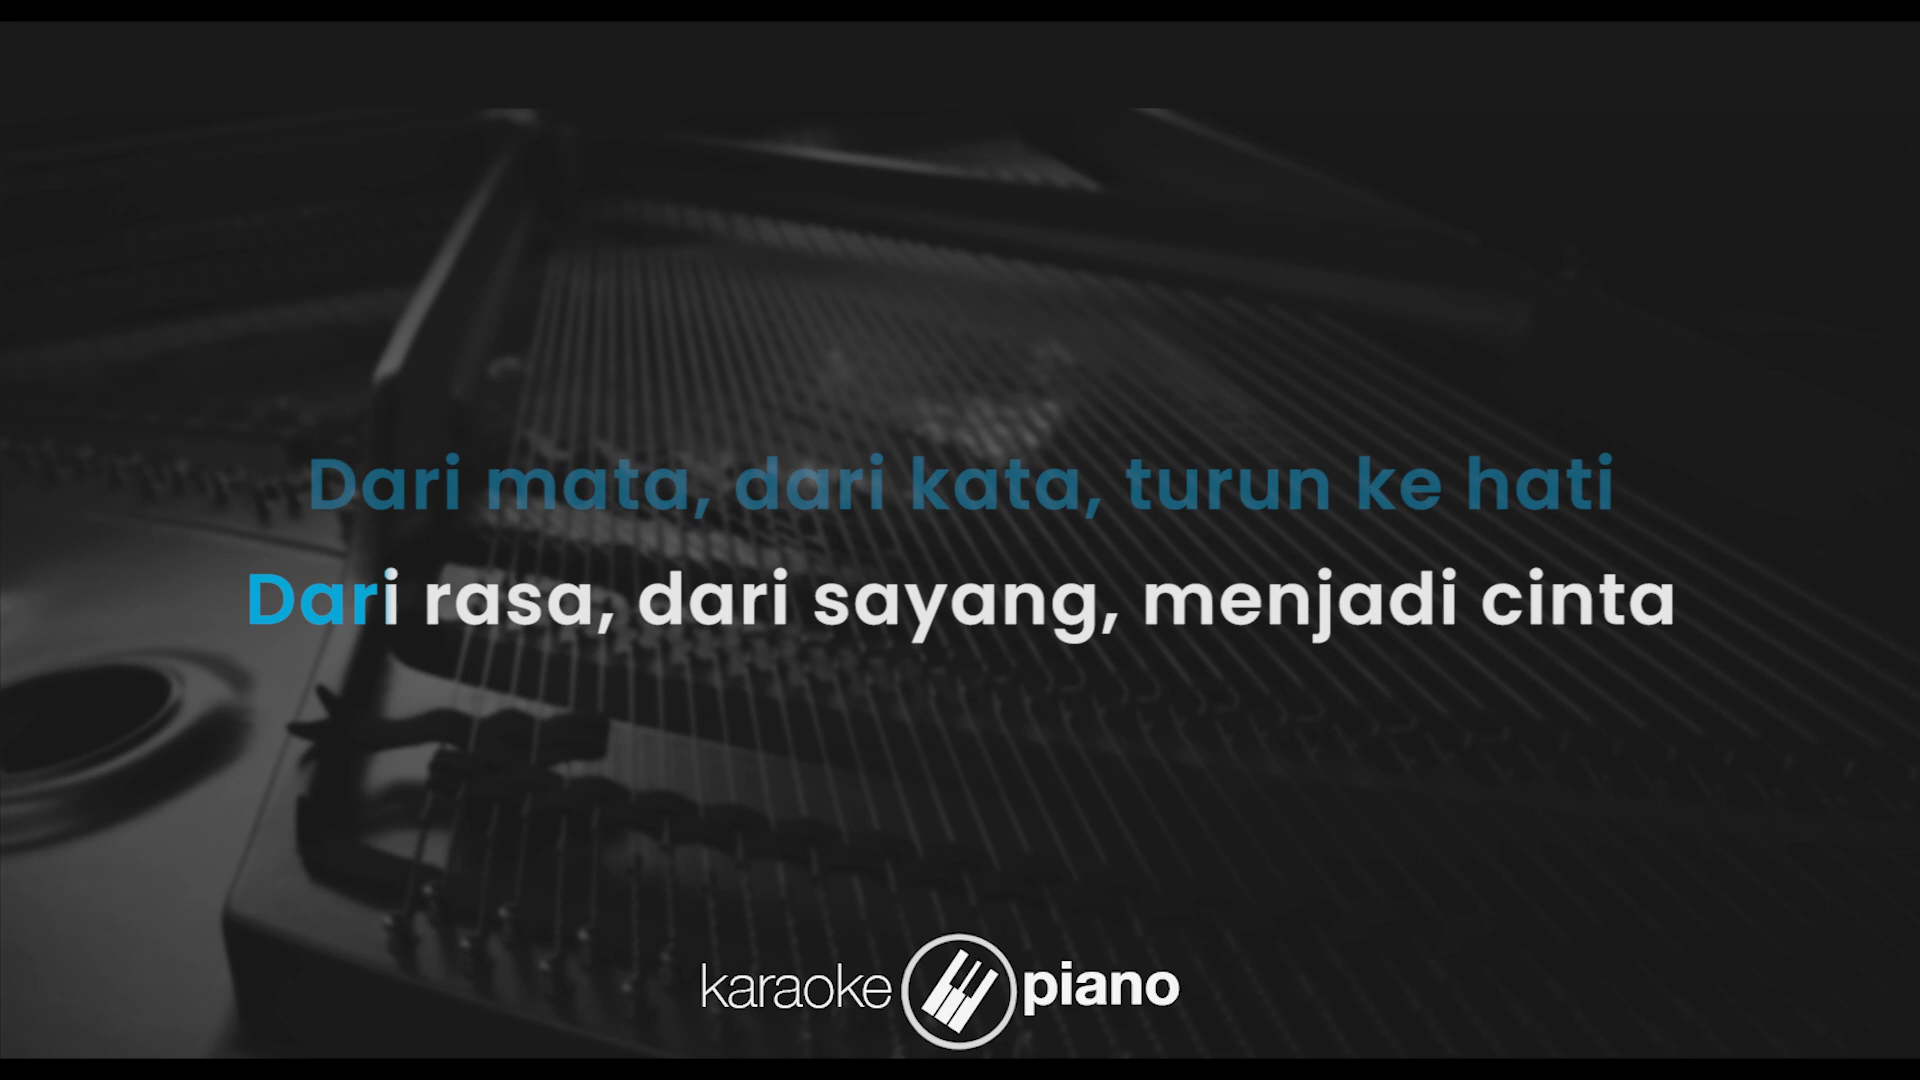 Dari mata, dari kata, turun ke hati
Dari rasa, dari sayang, menjadi cinta
karaoke piano